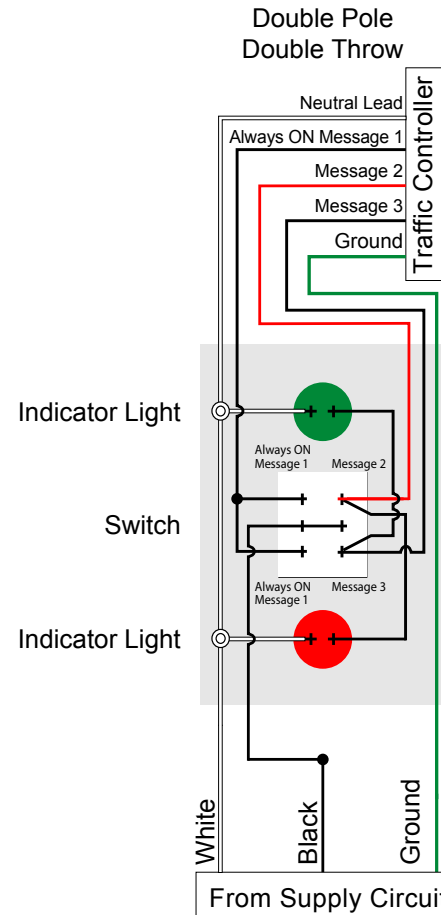 Double Pole
Double Throw
Neutral Lead
Always ON Message 1
Message 2
Message 3
Ground
Traffic Controller
Indicator Light
Always ON
Message 1
Message 2
Switch
Always ON
Message 1
Message 3
Indicator Light
White
Black
Ground
From Supply Circuit